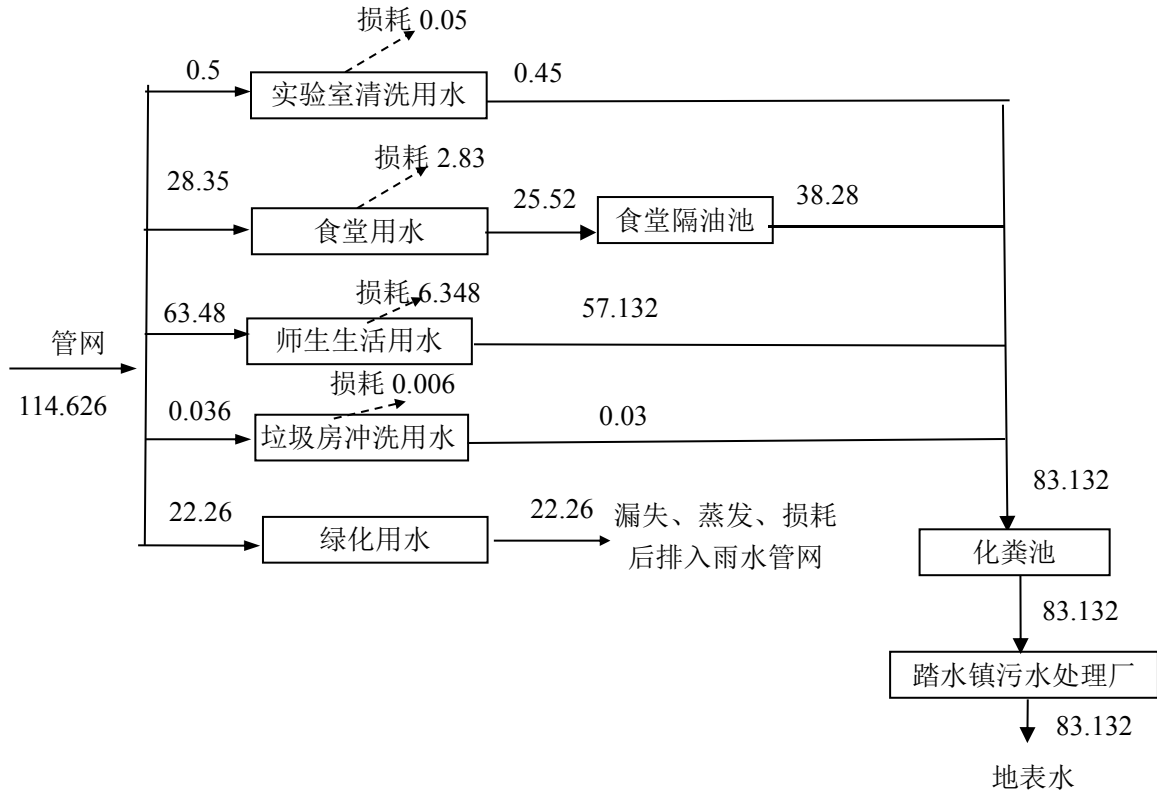 损耗 0.05
0.5
实验室清洗用水
0.45
损耗 2.83
28.35
食堂用水
25.52
食堂隔油池
38.28
损耗 6.348
63.48
师生生活用水
57.132
管网
114.626
损耗 0.006
0.036
垃圾房冲洗用水
0.03
83.132
22.26
绿化用水
22.26
漏失、蒸发、损耗
后排入雨水管网
化粪池
83.132
踏水镇污水处理厂
83.132
地表水